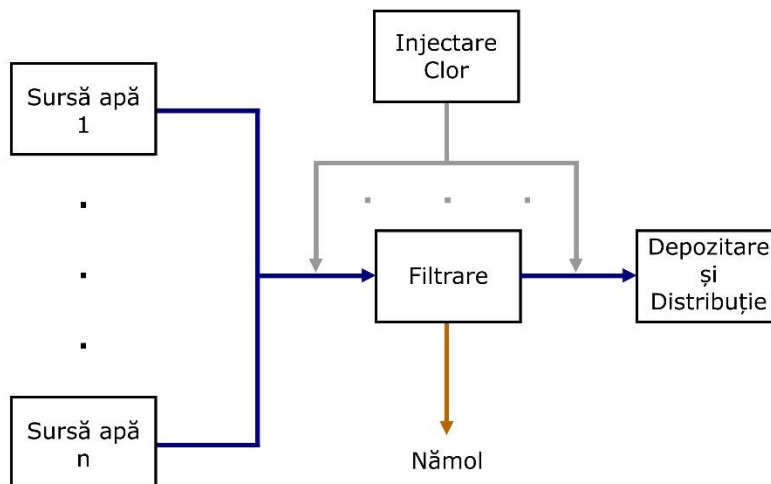 Injectare
Clor
Sursă apă
1
Filtrare
Depozitare
și
Distribuție
Sursă apă
n
Nămol